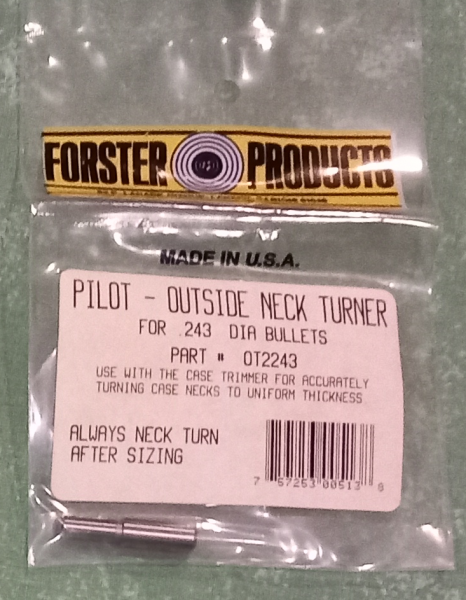 FORSTER PRODUCTS
MADE IN U.S.A.
PILOT - OUTSIDE NECK TURNER
FOR .243 DIA BULLETS
PART # OT2243
USE WITH THE CASE TRIMMER FOR ACCURATELY
TURNING CASE NECKS TO UNIFORM THICKNESS
ALWAYS NECK TURN
AFTER SIZING
7 57253 00513